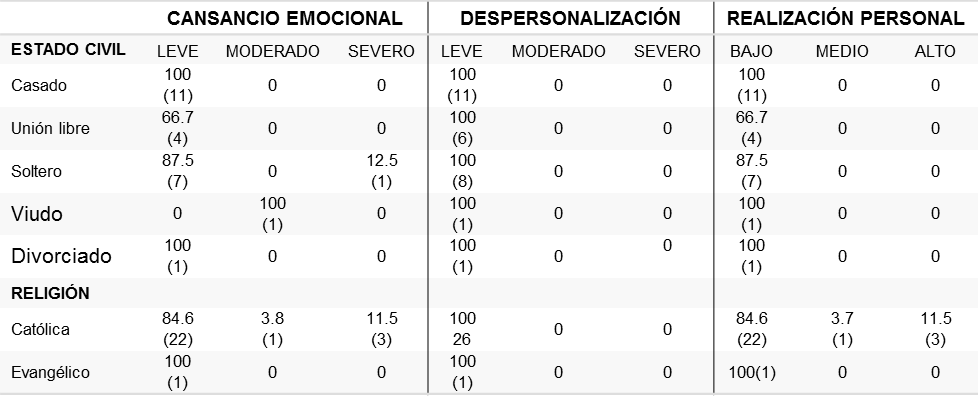 CANSANCIO EMOCIONAL DESPERSONALIZACIÓN REALIZACIÓN PERSONAL
ESTADO CIVIL LEVE MODERADO SEVERO LEVE MODERADO SEVERO BAJO MEDIO ALTO
Casado 100 (11) 0 0 100 (11) 0 0 100 (11) 0 0
Unión libre 66.7 (4) 0 0 100 (6) 0 0 66.7 (4) 0 0
Soltero 87.5 (7) 0 12.5 (1) 100 (8) 0 0 87.5 (7) 0 0
Viudo 0 100 (1) 0 100 (1) 0 0 100 (1) 0 0
Divorciado 100 (1) 0 0 100 (1) 0 0 100 (1) 0 0
RELIGIÓN
Católica 84.6 (22) 3.8 (1) 11.5 (3) 100 26 0 0 84.6 (22) 3.7 (1) 11.5 (3)
Evangélico 100 (1) 0 0 100 (1) 0 0 100(1) 0 0